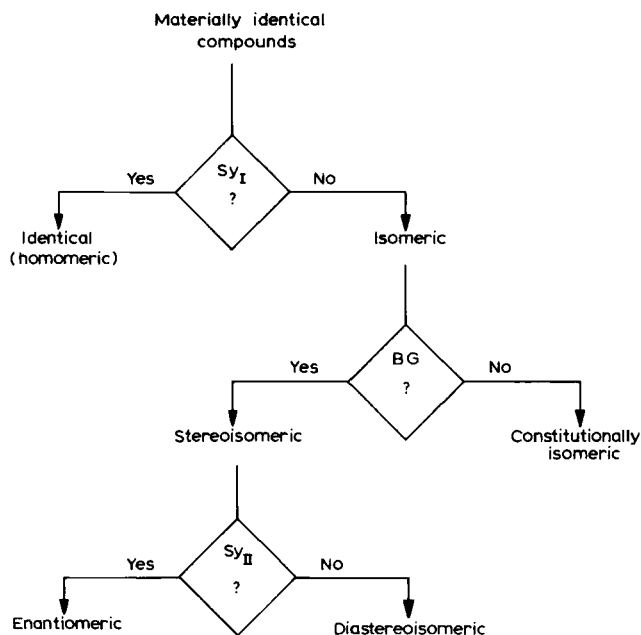 Materially identical
compounds
Sy_I
?
Yes
No
Identical
(homomeric)
Isomeric
BG
?
Yes
No
Stereoisomeric
Constitutionally
isomeric
Sy_II
?
Yes
No
Enantiomeric
Diastereoisomeric